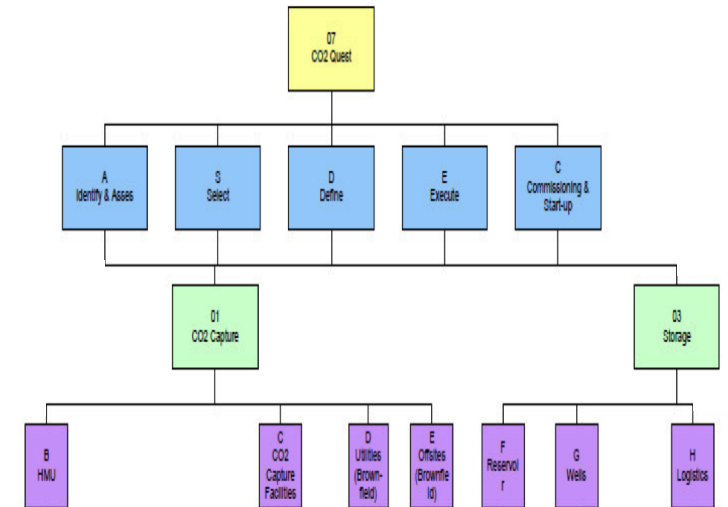 07
CO2 Quest
A
Identify & Asses
S
Select
D
Define
E
Execute
C
Commissioning &
Start-up
01
CO2 Capture
03
Storage
B
HMU
C
CO2
Capture
Facilities
D
Utilities
(Brown-
field)
E
Offsites
(Brownfie
ld)
F
Reservoi
r
G
Wells
H
Logistics